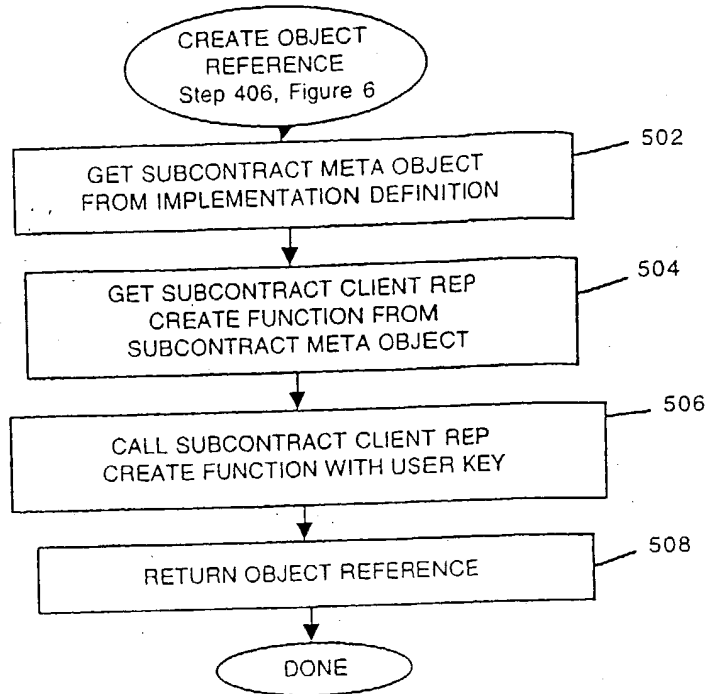 CREATE OBJECT
REFERENCE
Step 406, Figure 6
502
GET SUBCONTRACT META OBJECT
FROM IMPLEMENTATION DEFINITION
504
GET SUBCONTRACT CLIENT REP
CREATE FUNCTION FROM
SUBCONTRACT META OBJECT
506
CALL SUBCONTRACT CLIENT REP
CREATE FUNCTION WITH USER KEY
508
RETURN OBJECT REFERENCE
DONE